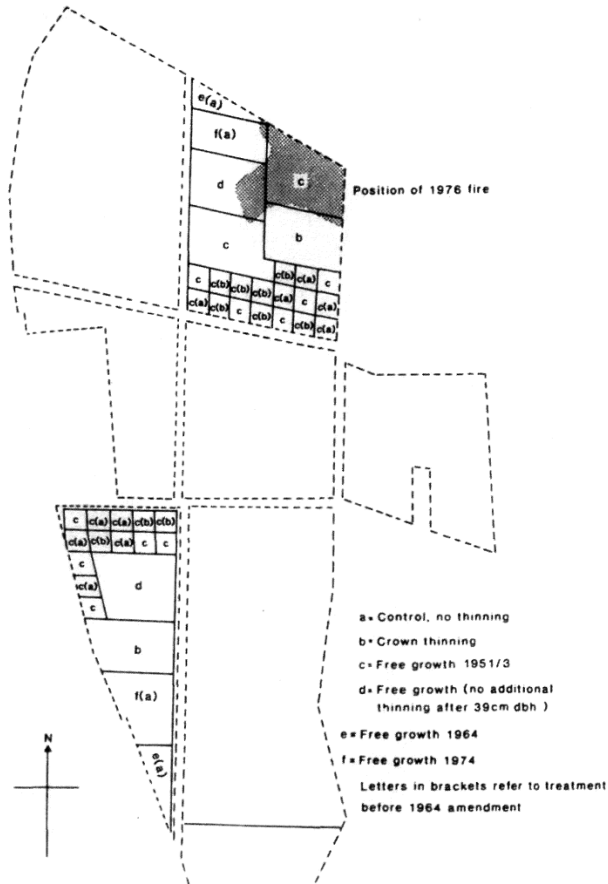 e(a)
f(a)
c
d
Position of 1976 fire
b
c
c(b) c(a) c
c c(b) c(b) c(b) c(a) c c(a)
c(a) c(b) c c(b) c c(b) c(a)
c c(a) c(a) c(b) c(b)
c(a) c(b) c(a) c c
c
c(a)
d
c
b
f(a)
e(a)
N
a = Control, no thinning
b = Crown thinning
c = Free growth 1951/3
d = Free growth (no additional
thinning after 39cm dbh )
e = Free growth 1964
f = Free growth 1974
Letters in brackets refer to treatment
before 1964 amendment